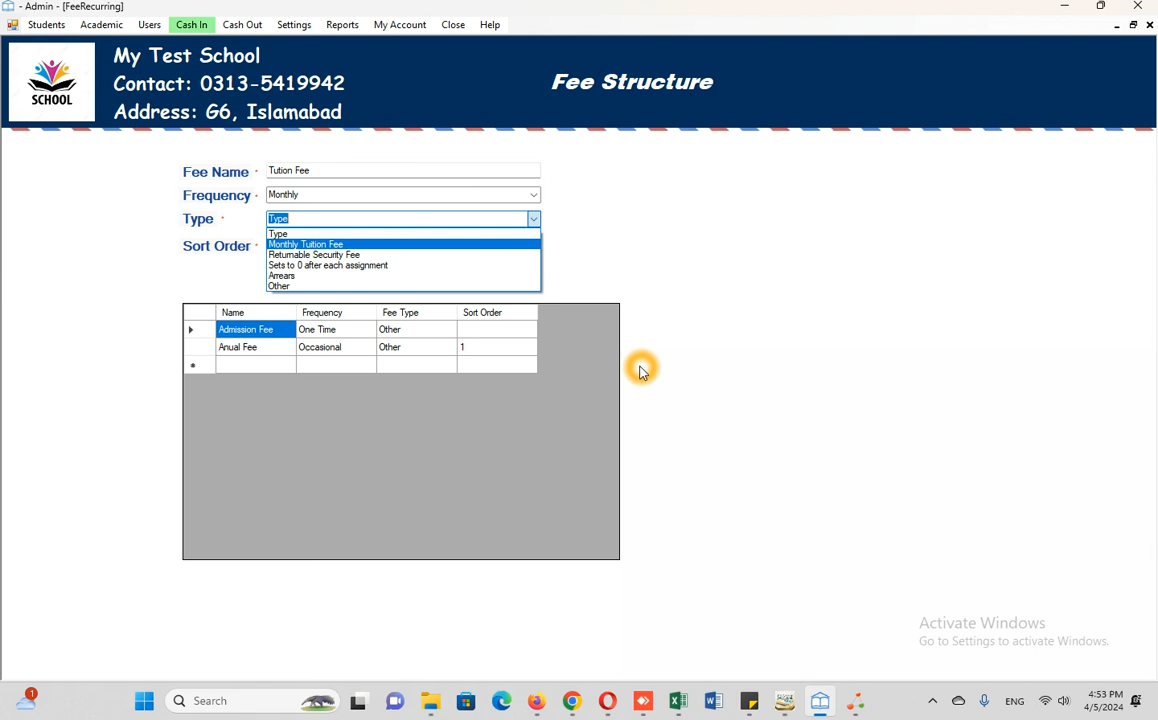 - Admin - [FeeRecurring]
Students Academic Users Cash In Cash Out Settings Reports My Account Close Help
SCHOOL
My Test School
Contact: 0313-5419942
Address: G6, Islamabad
Fee Structure
Fee Name * Tution Fee
Frequency * Monthly
Type * Type
Type
Monthly Tuition Fee
Returnable Security Fee
Sets to 0 after each assignment
Arrears
Other
Sort Order *
Name Frequency Fee Type Sort Order
Admission Fee One Time Other
Anual Fee Occasional Other 1
Activate Windows
Go to Settings to activate Windows.
1
Search
ENG
4:53 PM
4/5/2024